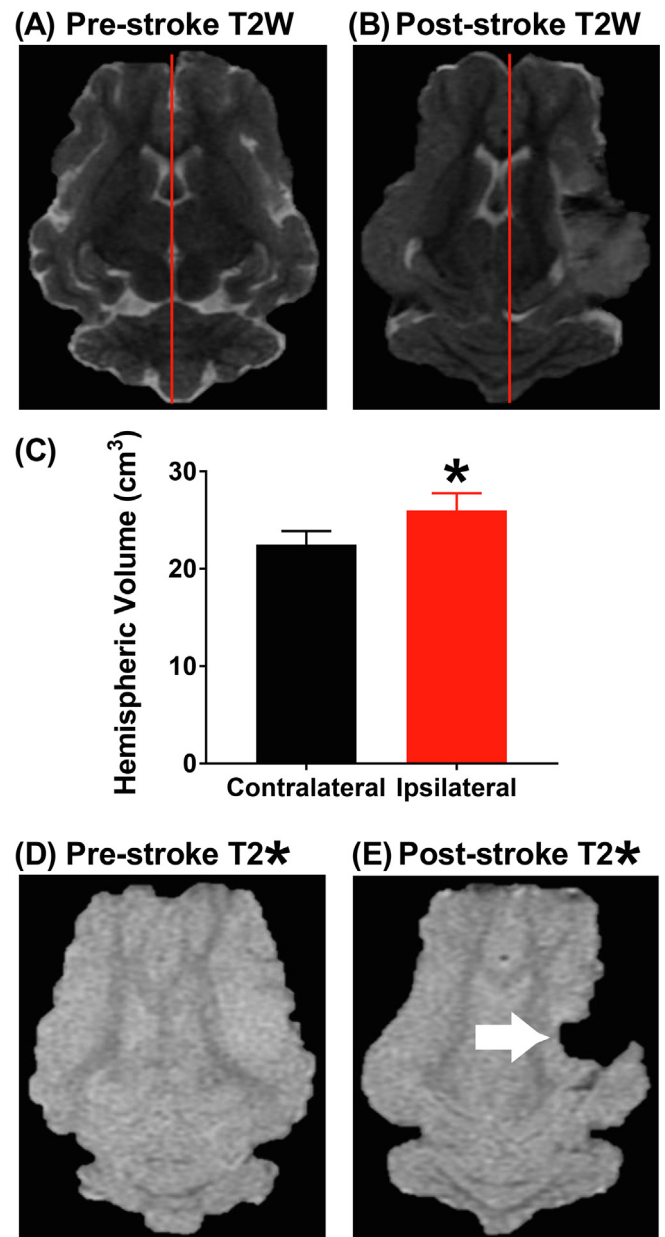 (A) Pre-stroke T2W
(B) Post-stroke T2W
(C)
Hemispheric Volume (cm³)
30
20
10
0
*
Contralateral Ipsilateral
(D) Pre-stroke T2*
(E) Post-stroke T2*